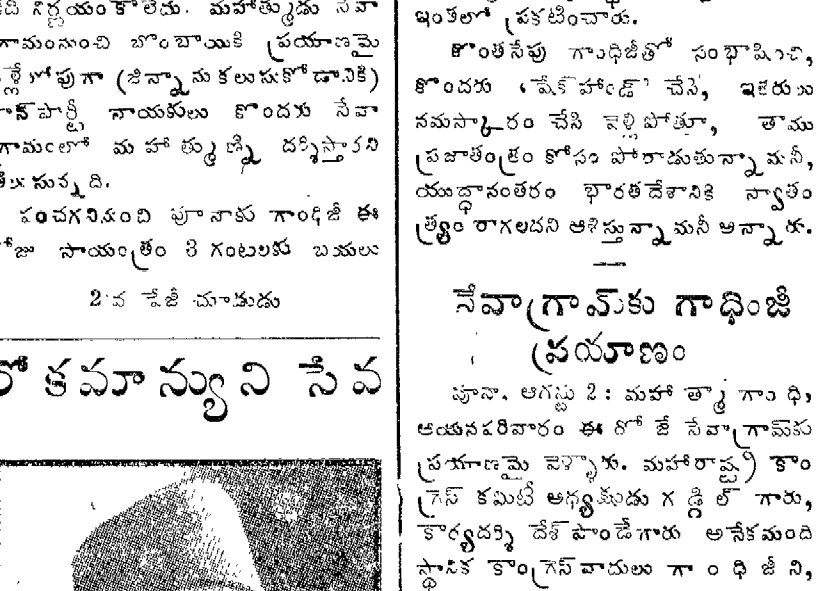 నిర్ణయంకాలేదు. మహాత్ముడు సేవా
గ్రామంనుంచి బొంబాయికి ప్రయాణమై
వెళ్లేలోపుగా (జిన్నానుకలుసుకోడానికి)
పార్టీ నాయకులు కొందరు సేవా
గ్రామంలో మహాత్ముణ్ని దర్శిస్తారని
తెలుసున్నది.
పంచగనినుంచి పూనాకు గాంధిజీ ఈ
రోజు సాయంత్రం 3 గంటలకు బయలు
2వ పేజీ చూడుడు
లోకమాన్యుని సేవ
ఇంతలో ప్రకటించారు.
కొంతసేపు గాంధిజీతో సంభాషించి,
కొందరు 'షేక్ హాండ్' చేసి, ఇతరులు
నమస్కారం చేసి వెళ్లిపోతూ, తాము
ప్రజాతంత్రం కోసం పోరాడుతున్నామనీ,
యుద్ధానంతరం భారతదేశానికి స్వాతం
త్ర్యం రాగలదని ఆశిస్తున్నామనీ అన్నారు.
సేవాగ్రామ్‌కు గాధింజీ
ప్రయాణం
పూనా, ఆగస్టు 2 : మహాత్మా గాంధి,
ఆయనపరివారం ఈ రోజే సేవాగ్రామ్‌కు
ప్రయాణమై వెళ్ళారు. మహారాష్ట్ర కాం
గ్రెస్ కమిటీ అధ్యక్షుడు గడ్గిల్ గారు,
కార్యదర్శి దేశ్‌పాండేగారు అనేకమంది
స్థానిక కాంగ్రెస్‌వాదులు గాంధిజీని,